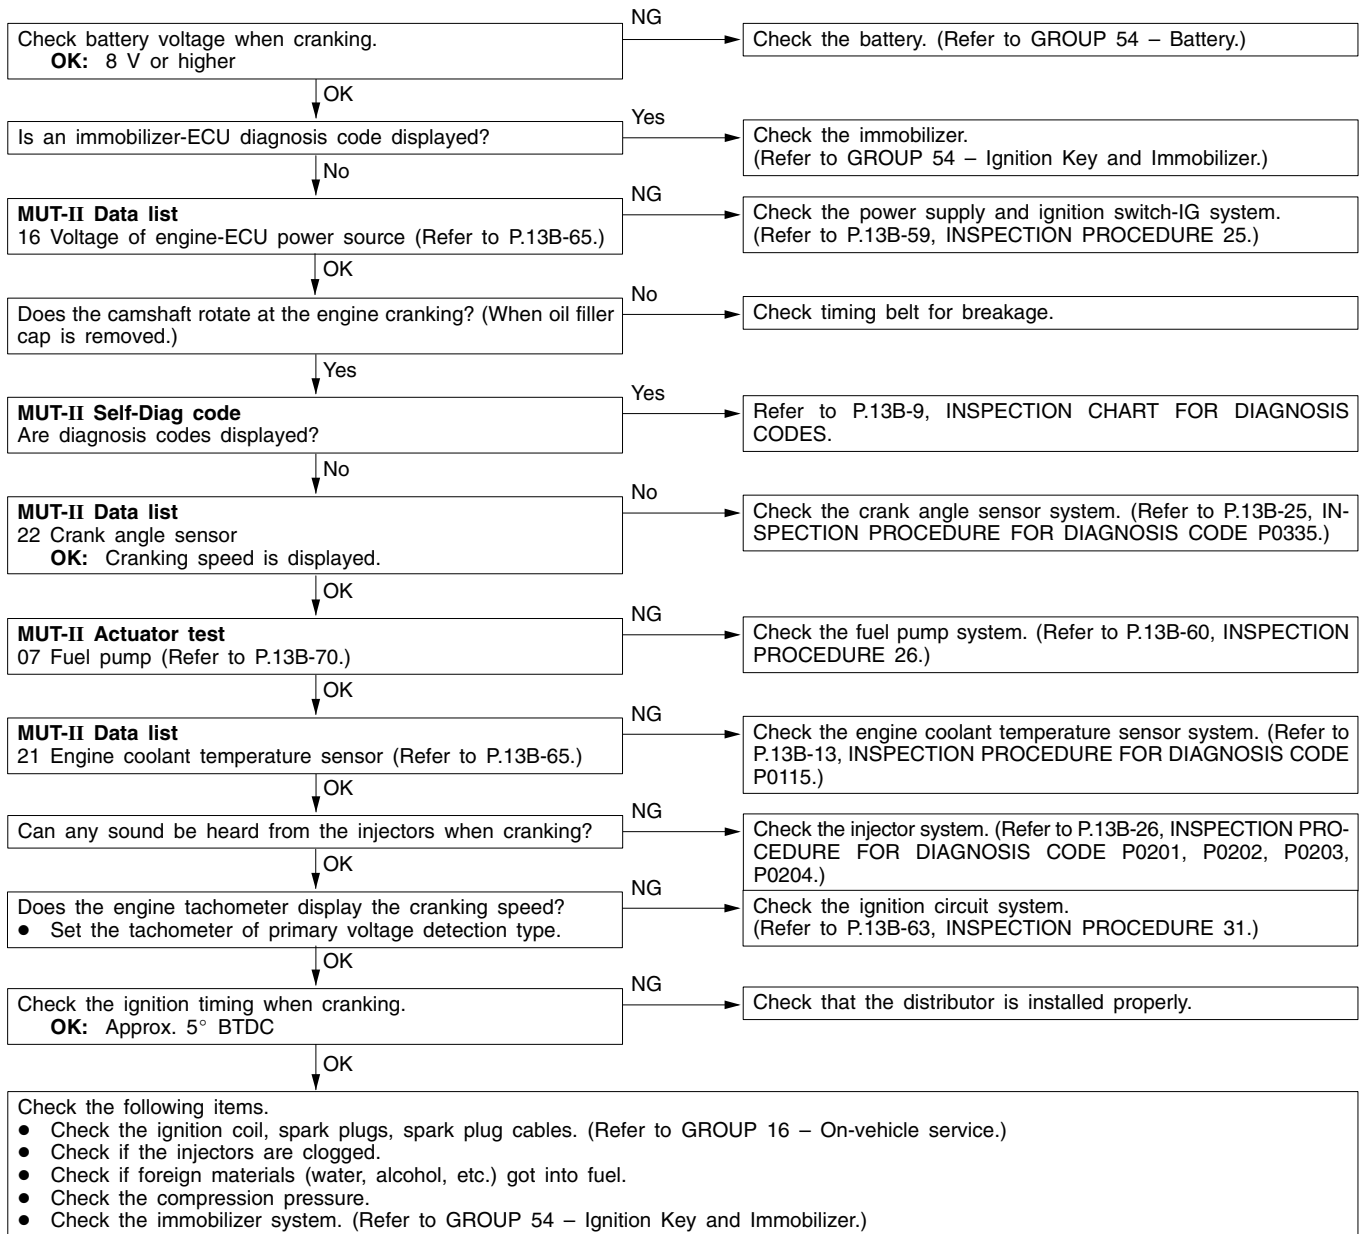 NG
Check battery voltage when cranking.
OK: 8 V or higher
Check the battery. (Refer to GROUP 54 – Battery.)
OK
Yes
Is an immobilizer-ECU diagnosis code displayed?
Check the immobilizer.
(Refer to GROUP 54 – Ignition Key and Immobilizer.)
No
NG
MUT-II Data list
16 Voltage of engine-ECU power source (Refer to P.13B-65.)
Check the power supply and ignition switch-IG system.
(Refer to P.13B-59, INSPECTION PROCEDURE 25.)
OK
No
Does the camshaft rotate at the engine cranking? (When oil filler
cap is removed.)
Check timing belt for breakage.
Yes
Yes
MUT-II Self-Diag code
Are diagnosis codes displayed?
Refer to P.13B-9, INSPECTION CHART FOR DIAGNOSIS
CODES.
No
No
MUT-II Data list
22 Crank angle sensor
OK: Cranking speed is displayed.
Check the crank angle sensor system. (Refer to P.13B-25, IN-
SPECTION PROCEDURE FOR DIAGNOSIS CODE P0335.)
OK
NG
MUT-II Actuator test
07 Fuel pump (Refer to P.13B-70.)
Check the fuel pump system. (Refer to P.13B-60, INSPECTION
PROCEDURE 26.)
OK
NG
MUT-II Data list
21 Engine coolant temperature sensor (Refer to P.13B-65.)
Check the engine coolant temperature sensor system. (Refer to
P.13B-13, INSPECTION PROCEDURE FOR DIAGNOSIS CODE
P0115.)
OK
NG
Can any sound be heard from the injectors when cranking?
Check the injector system. (Refer to P.13B-26, INSPECTION PRO-
CEDURE FOR DIAGNOSIS CODE P0201, P0202, P0203,
P0204.)
OK
NG
Does the engine tachometer display the cranking speed?
● Set the tachometer of primary voltage detection type.
Check the ignition circuit system.
(Refer to P.13B-63, INSPECTION PROCEDURE 31.)
OK
NG
Check the ignition timing when cranking.
OK: Approx. 5° BTDC
Check that the distributor is installed properly.
OK
Check the following items.
● Check the ignition coil, spark plugs, spark plug cables. (Refer to GROUP 16 – On-vehicle service.)
● Check if the injectors are clogged.
● Check if foreign materials (water, alcohol, etc.) got into fuel.
● Check the compression pressure.
● Check the immobilizer system. (Refer to GROUP 54 – Ignition Key and Immobilizer.)